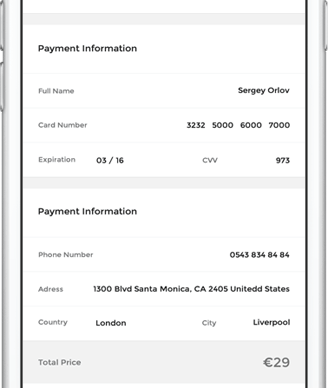 Payment Information
Full Name Sergey Orlov
Card Number 3232 5000 6000 7000
Expiration 03 / 16 CVV 973
Payment Information
Phone Number 0543 834 84 84
Adress 1300 Blvd Santa Monica, CA 2405 Unitedd States
Country London City Liverpool
Total Price €29